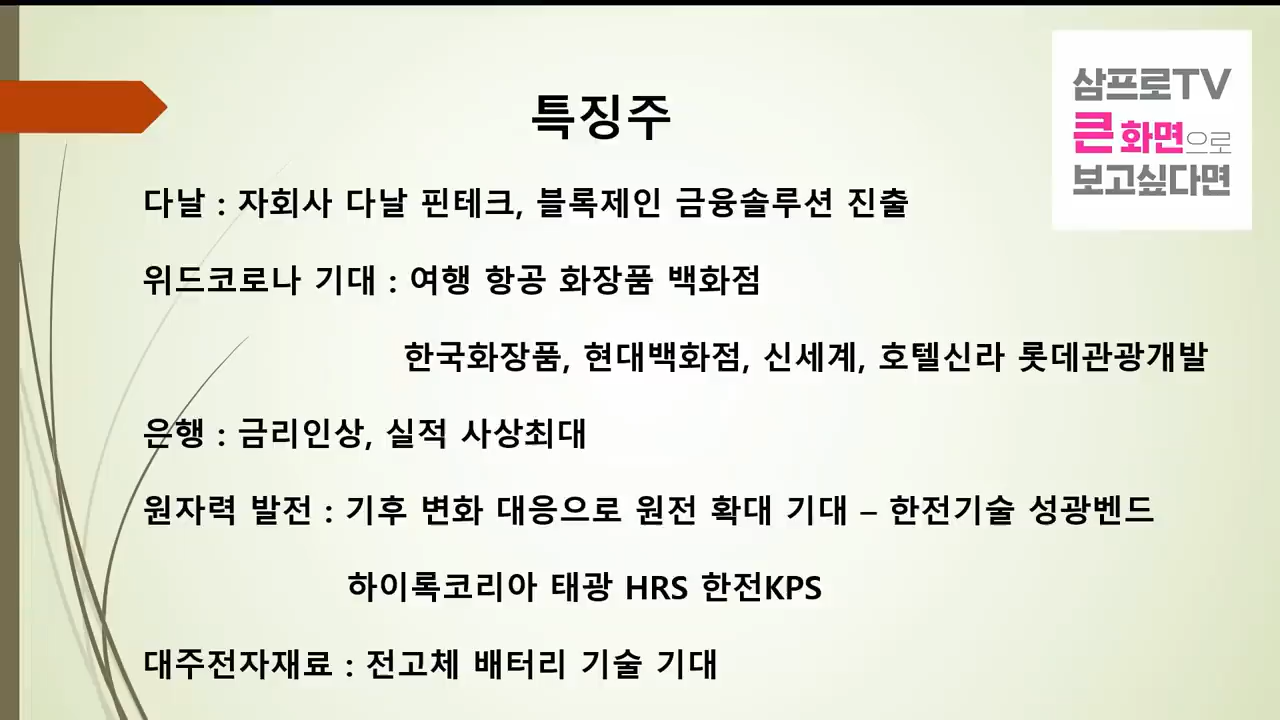 특징주
삼프로TV
큰 화면으로
보고싶다면
다날 : 자회사 다날 핀테크, 블록제인 금융솔루션 진출
위드코로나 기대 : 여행 항공 화장품 백화점
한국화장품, 현대백화점, 신세계, 호텔신라 롯데관광개발
은행 : 금리인상, 실적 사상최대
원자력 발전 : 기후 변화 대응으로 원전 확대 기대 – 한전기술 성광벤드
하이록코리아 태광 HRS 한전KPS
대주전자재료 : 전고체 배터리 기술 기대